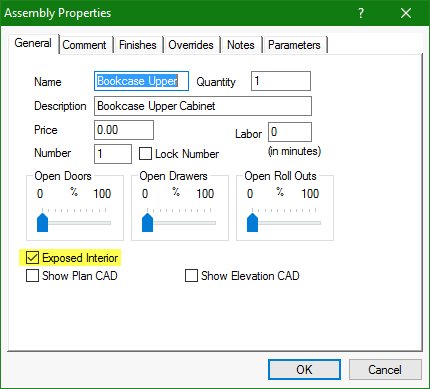 Assembly Properties ?
General Comment Finishes Overrides Notes Parameters
Name Bookcase Upper Quantity 1
Description Bookcase Upper Cabinet
Price 0.00 Labor 0
(in minutes)
Number 1 Lock Number
Open Doors Open Drawers Open Roll Outs
0 % 100 0 % 100 0 % 100
Exposed Interior
Show Plan CAD Show Elevation CAD
OK Cancel